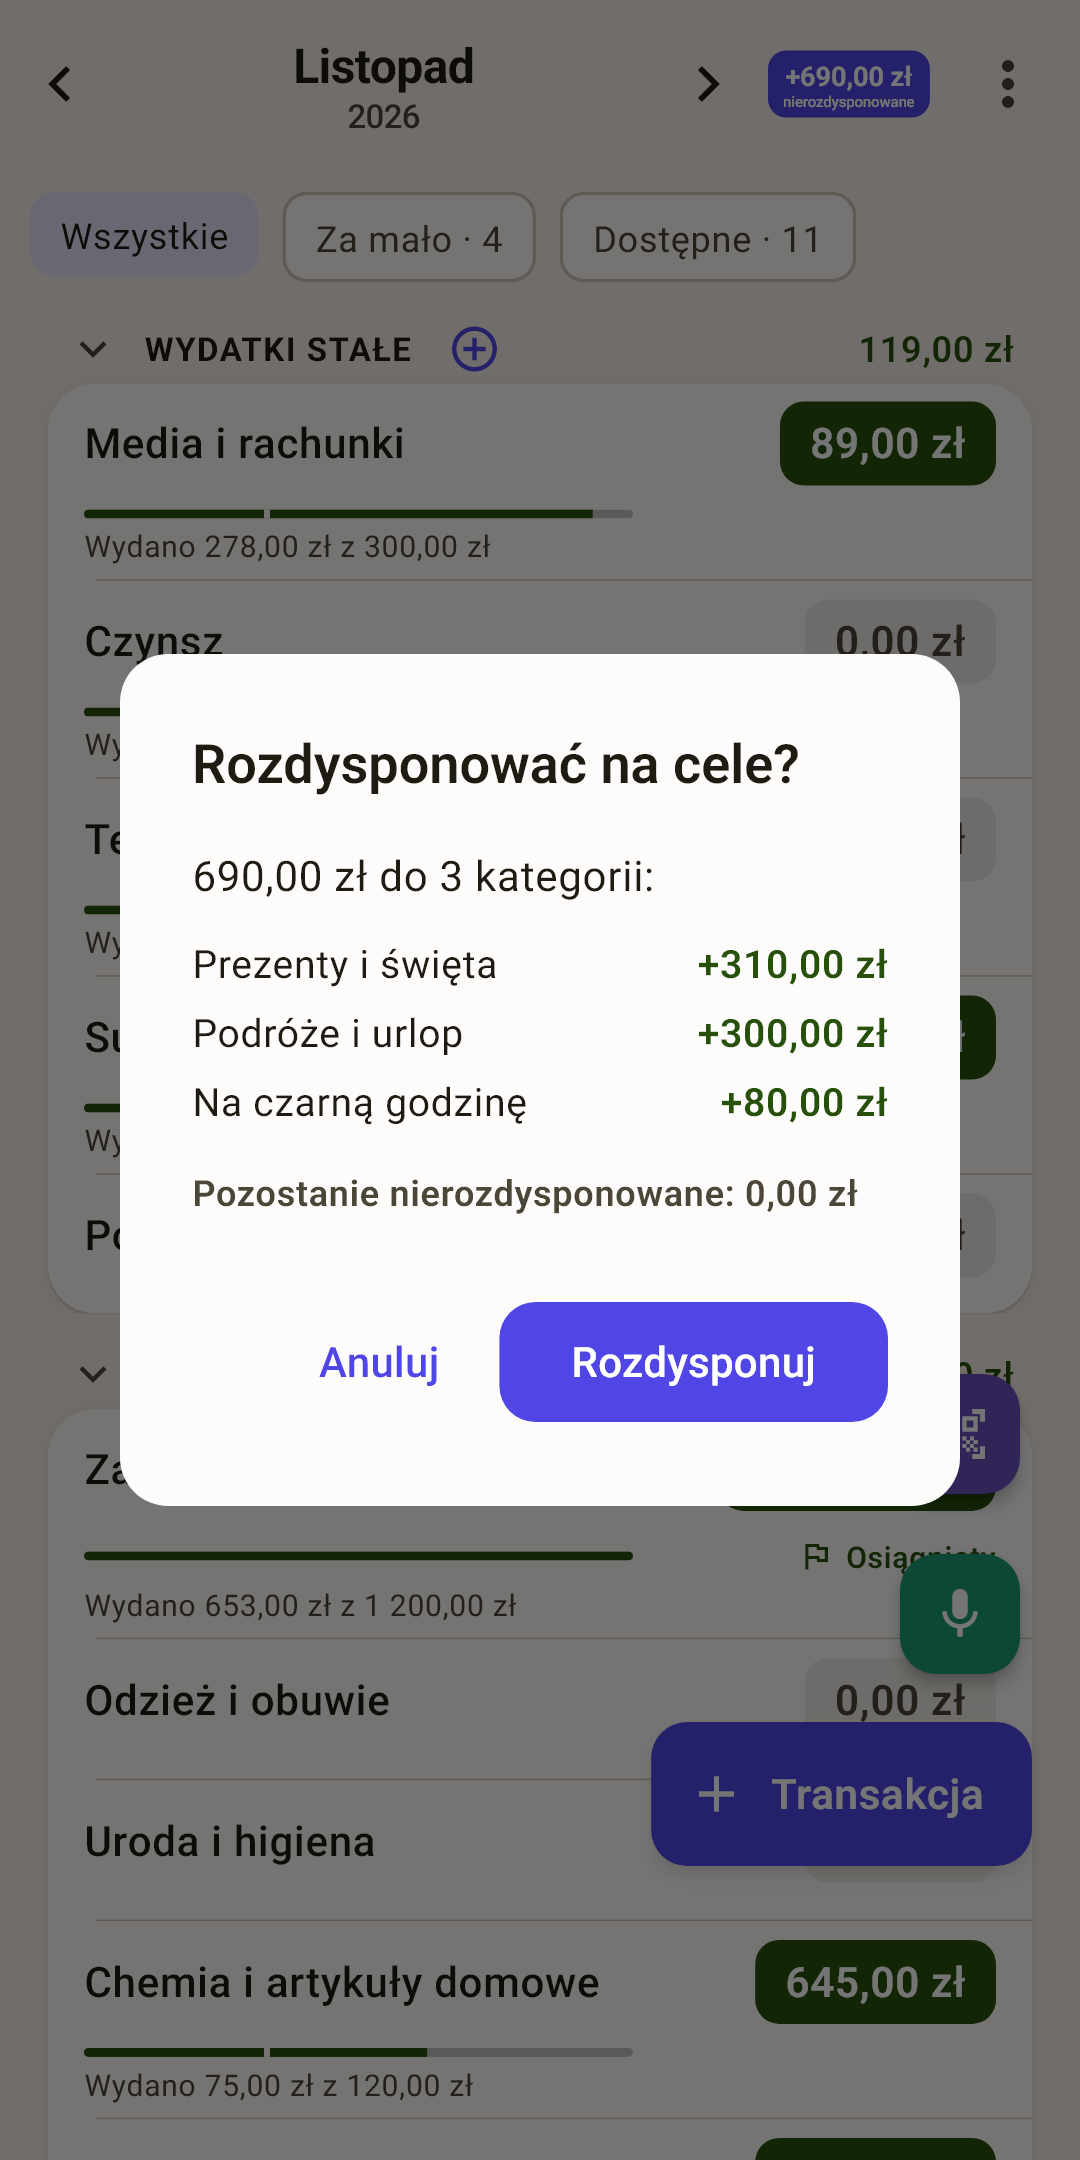 Listopad
2026
+690,00 zł
nierozdysponowane
Wszystkie
Za mało · 4
Dostępne · 11
WYDATKI STAŁE
119,00 zł
Media i rachunki
89,00 zł
Wydano 278,00 zł z 300,00 zł
Czynsz
0,00 zł
Rozdysponować na cele?
690,00 zł do 3 kategorii:
Prezenty i święta
+310,00 zł
Podróże i urlop
+300,00 zł
Na czarną godzinę
+80,00 zł
Pozostanie nierozdysponowane: 0,00 zł
Anuluj
Rozdysponuj
Wydano 653,00 zł z 1 200,00 zł
Odzież i obuwie
0,00 zł
Transakcja
Uroda i higiena
Chemia i artykuły domowe
645,00 zł
Wydano 75,00 zł z 120,00 zł